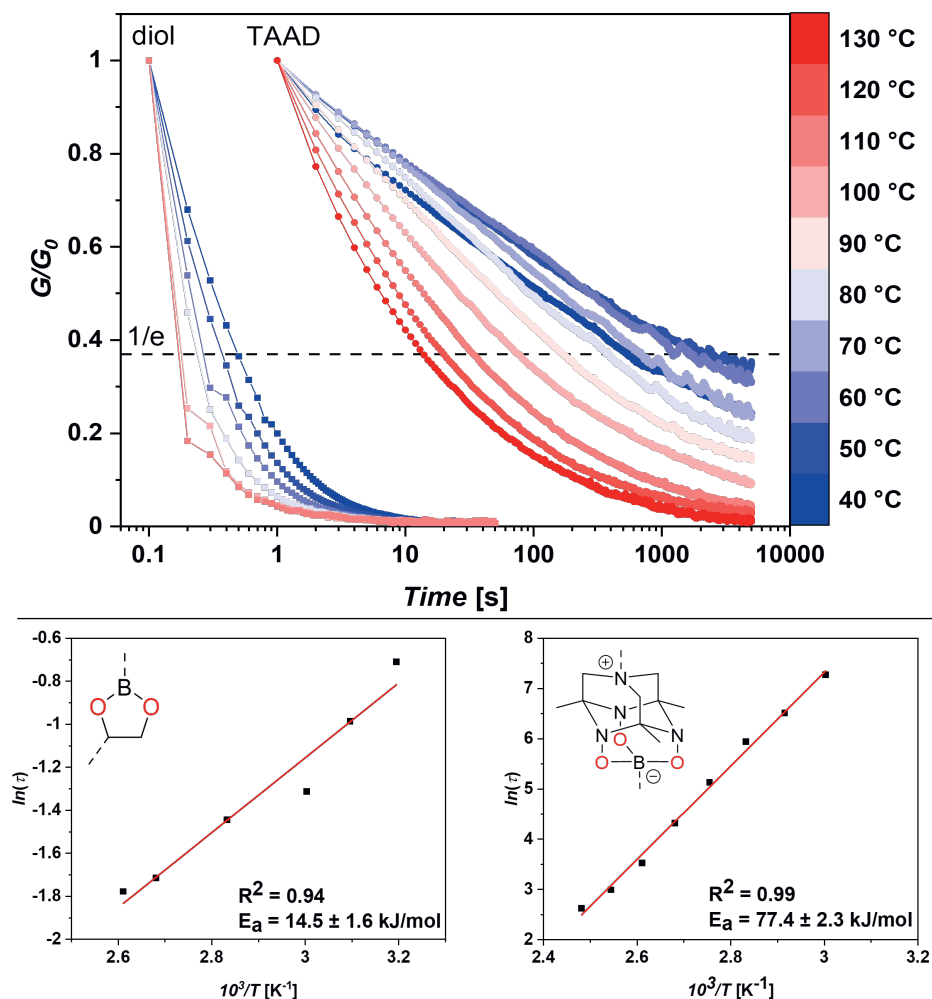 diol TAAD
1
0.8
0.6
0.4
0.2
0
G/G0
1/e
0.1 1 10 100 1000 10000
Time [s]
130 °C
120 °C
110 °C
100 °C
90 °C
80 °C
70 °C
60 °C
50 °C
40 °C
-0.6
-0.8
-1
-1.2
-1.4
-1.6
-1.8
-2
ln(τ)
B
O O
R² = 0.94
Ea = 14.5 ± 1.6 kJ/mol
2.6 2.8 3 3.2
10³/T [K⁻¹]
8
7
6
5
4
3
2
ln(τ)
+
N
N
N N
O
O B O
−
R² = 0.99
Ea = 77.4 ± 2.3 kJ/mol
2.4 2.6 2.8 3 3.2
10³/T [K⁻¹]